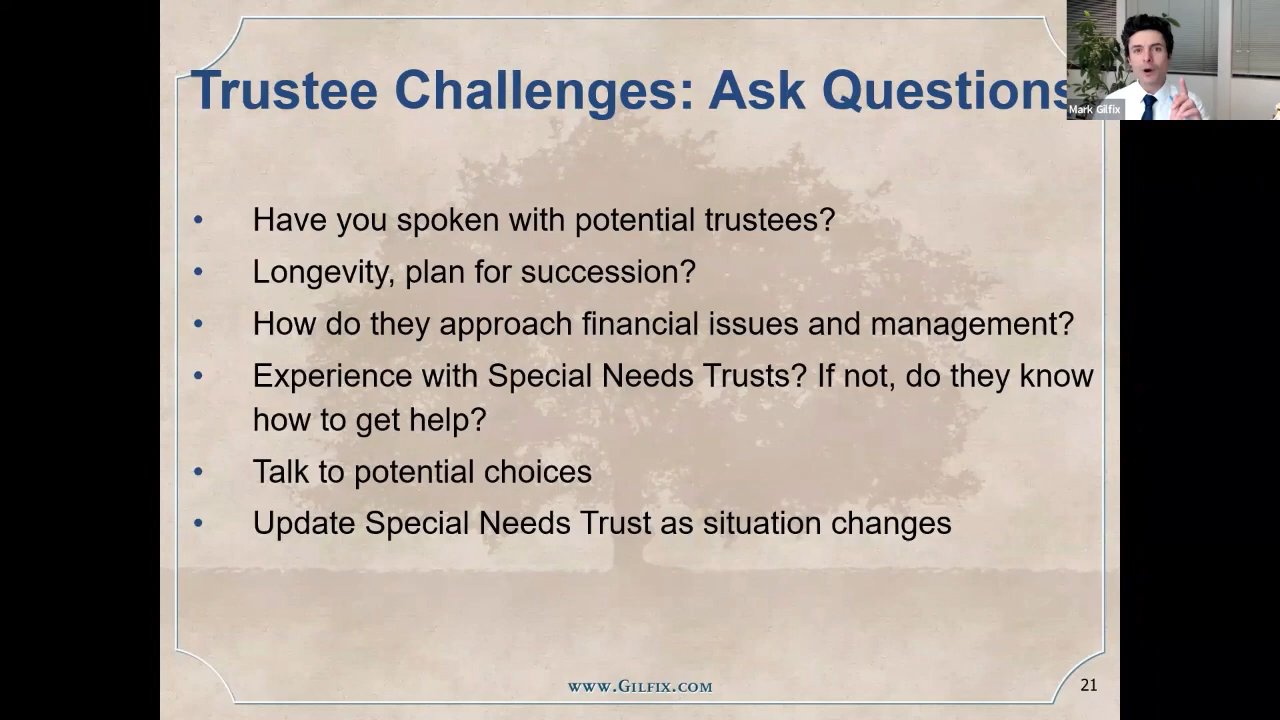 Trustee Challenges: Ask Questions
Mark Gilfix
• Have you spoken with potential trustees?
• Longevity, plan for succession?
• How do they approach financial issues and management?
• Experience with Special Needs Trusts? If not, do they know
how to get help?
• Talk to potential choices
• Update Special Needs Trust as situation changes
www.Gilfix.com
21